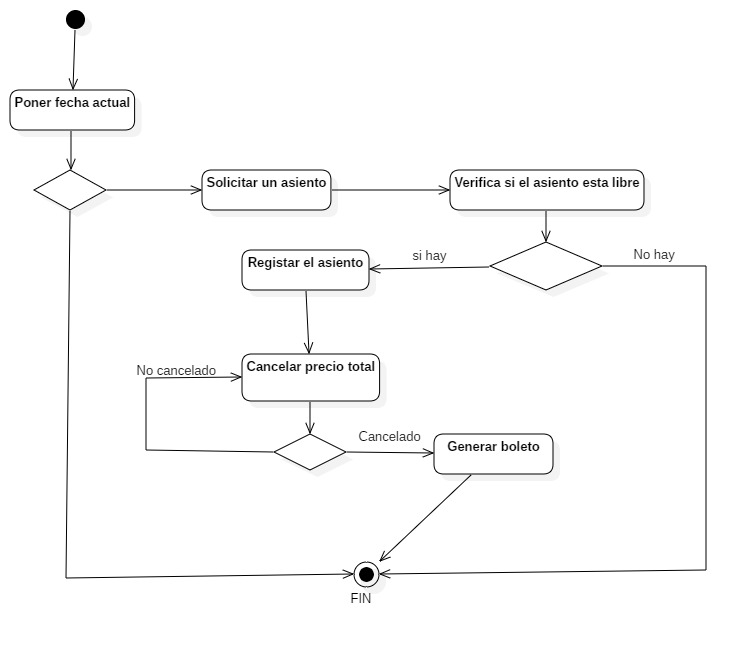 Poner fecha actual
Solicitar un asiento
Verifica si el asiento esta libre
Registar el asiento
si hay
No hay
Cancelar precio total
No cancelado
Cancelado
Generar boleto
FIN